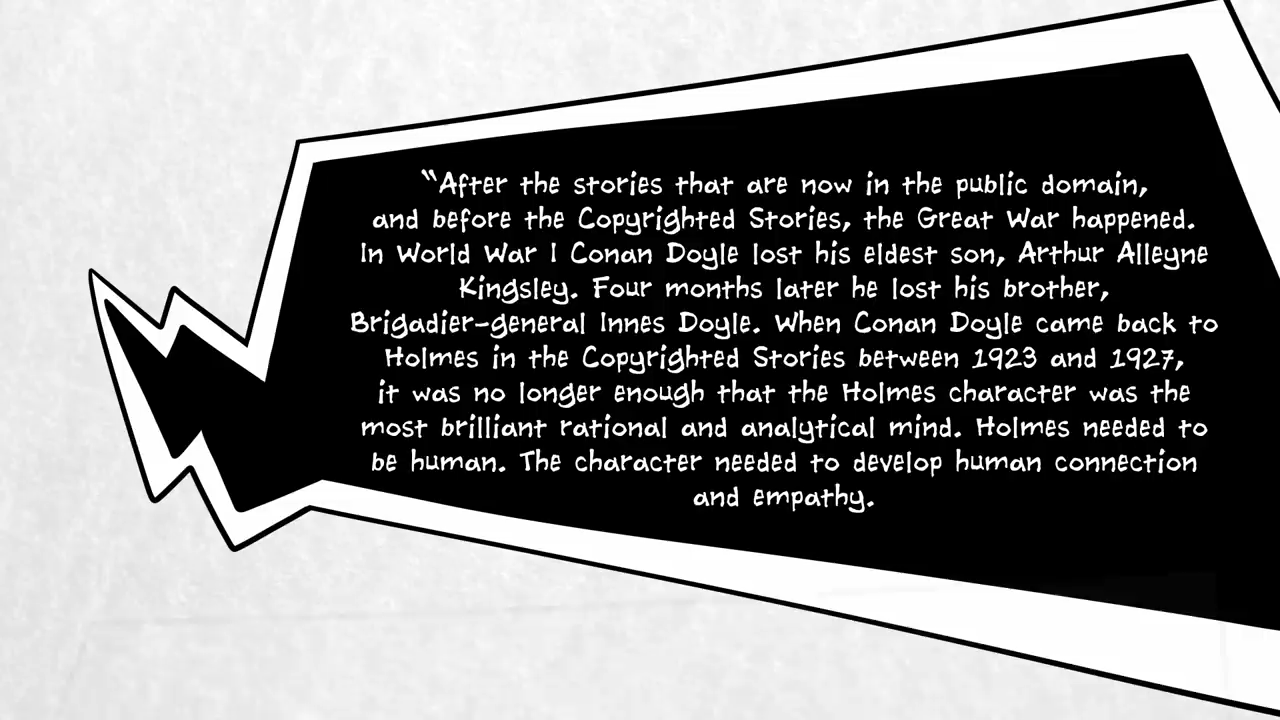 “After the stories that are now in the public domain,
and before the Copyrighted Stories, the Great War happened.
In World War I Conan Doyle lost his eldest son, Arthur Alleyne
Kingsley. Four months later he lost his brother,
Brigadier-general Innes Doyle. When Conan Doyle came back to
Holmes in the Copyrighted Stories between 1923 and 1927,
it was no longer enough that the Holmes character was the
most brilliant rational and analytical mind. Holmes needed to
be human. The character needed to develop human connection
and empathy.